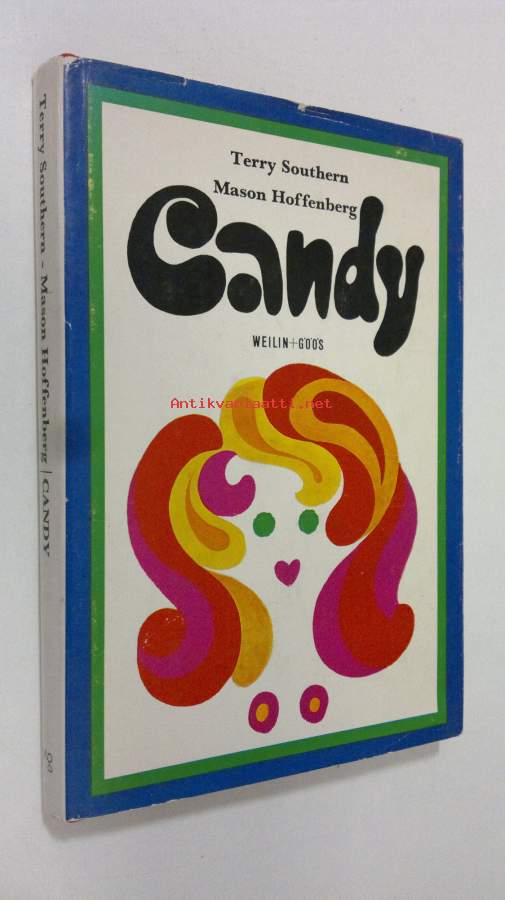 Terry Southern
Mason Hoffenberg
Candy
WEILIN+GÖÖS
Antikvariaatti.net
Terry Southern - Mason Hoffenberg | CANDY